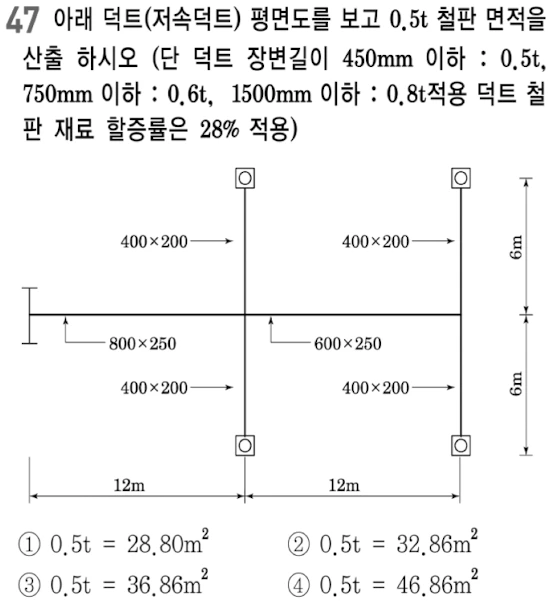 47 아래 덕트(저속덕트) 평면도를 보고 0.5t 철판 면적을
산출 하시오 (단 덕트 장변길이 450mm 이하 : 0.5t,
750mm 이하 : 0.6t, 1500mm 이하 : 0.8t적용 덕트 철
판 재료 할증률은 28% 적용)
400×200
400×200
6m
800×250
600×250
400×200
400×200
6m
12m
12m
① 0.5t = 28.80m²
② 0.5t = 32.86m²
③ 0.5t = 36.86m²
④ 0.5t = 46.86m²